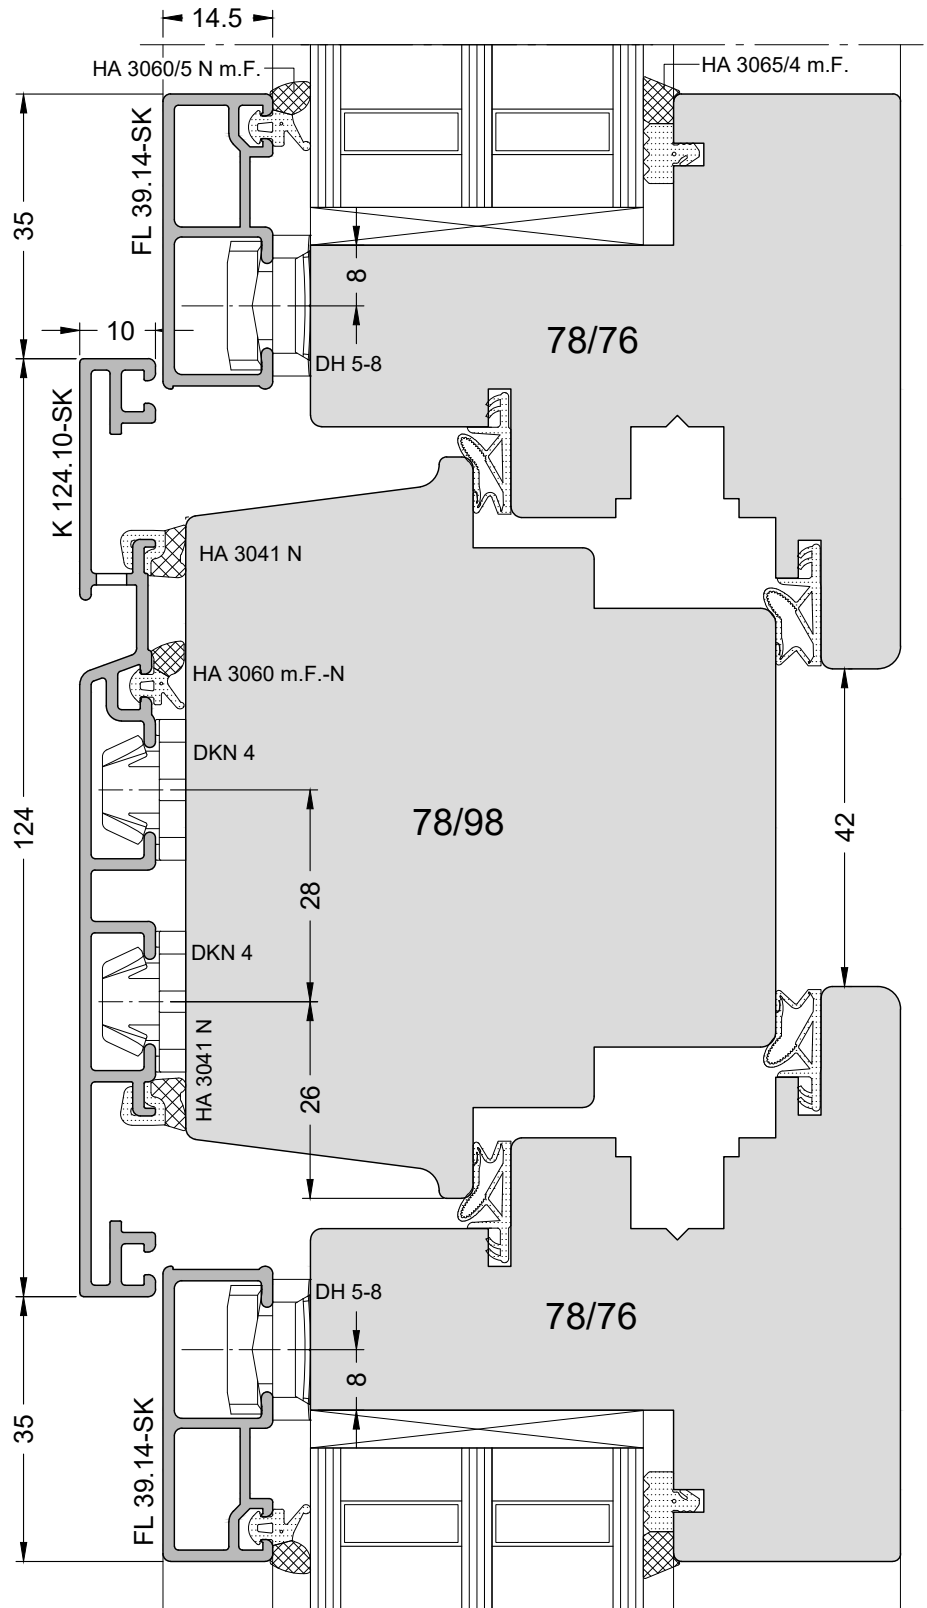 14.5
HA 3060/5 N m.F.
HA 3065/4 m.F.
FL 39.14-SK
35
8
10
78/76
DH 5-8
K 124.10-SK
HA 3041 N
HA 3060 m.F.-N
DKN 4
78/98
124
42
28
DKN 4
HA 3041 N
26
DH 5-8
78/76
8
FL 39.14-SK
35